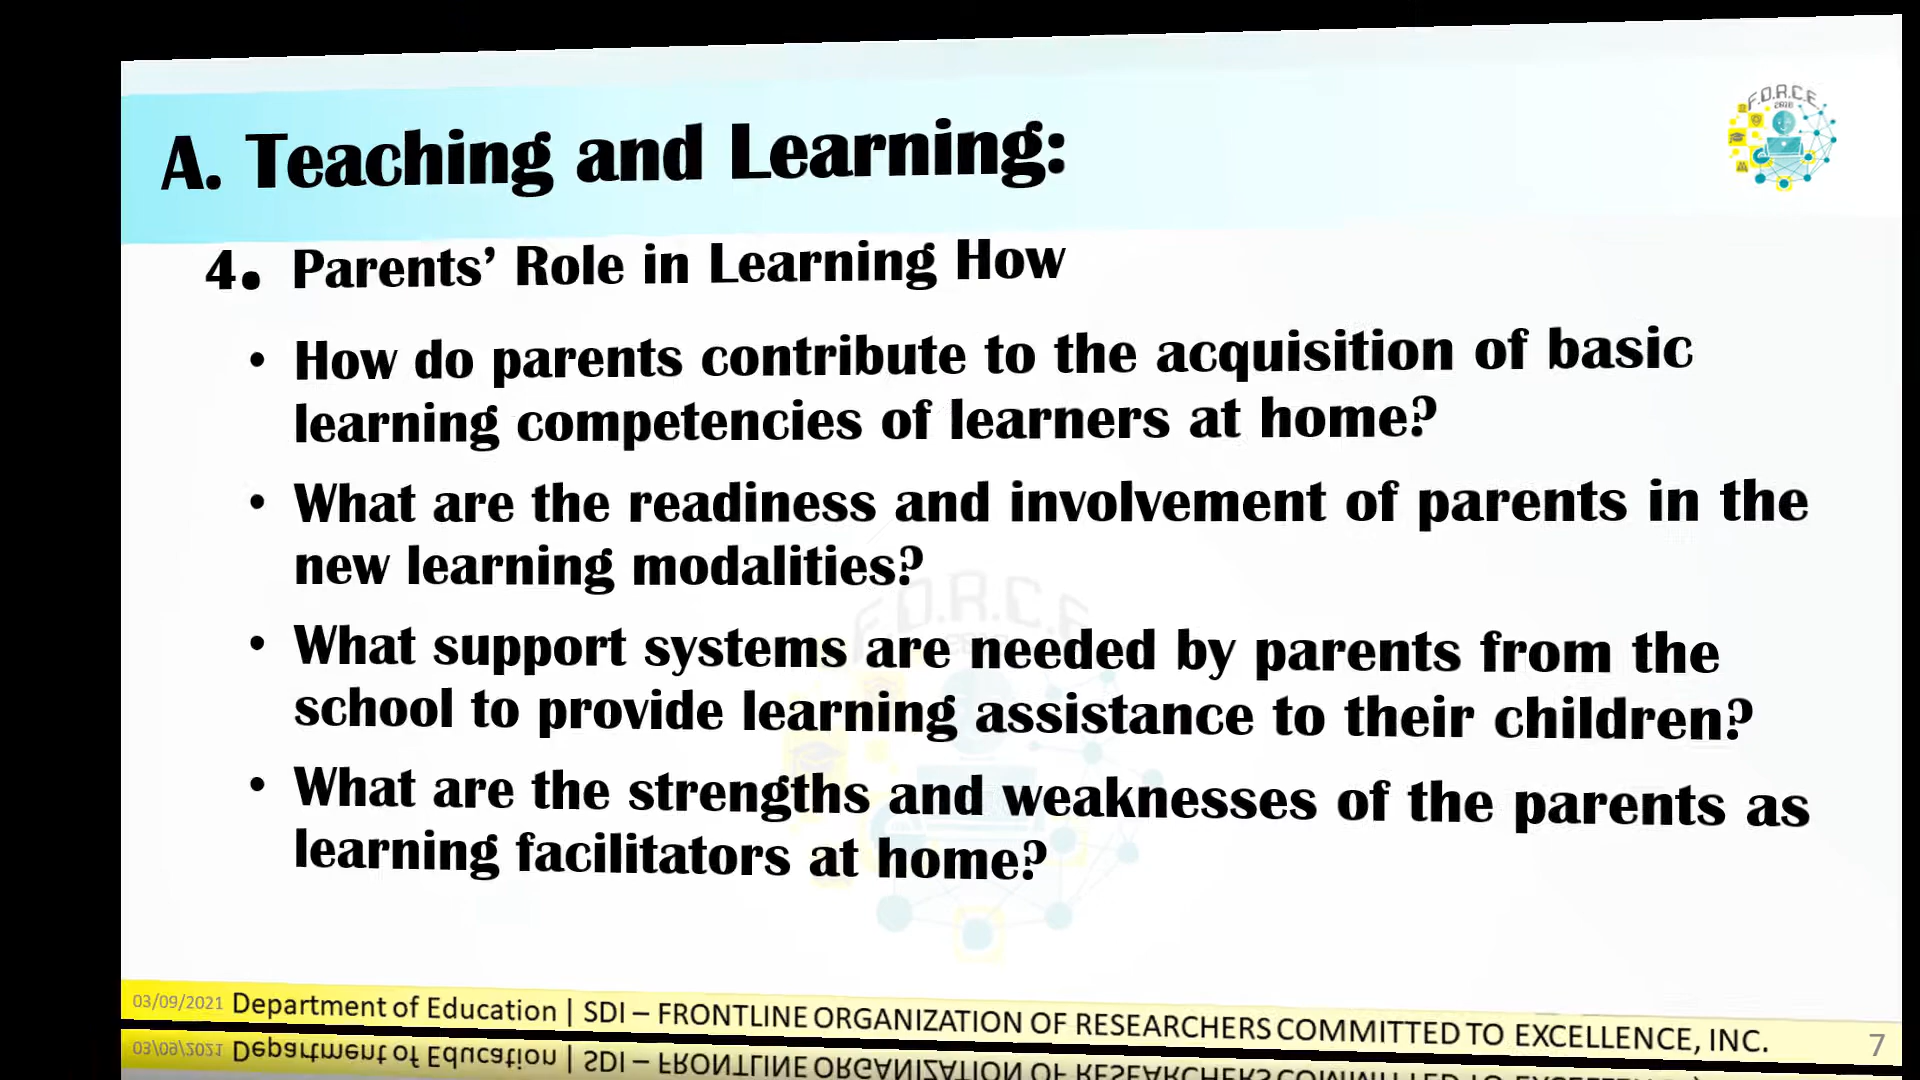 F.O.R.C.E
A. Teaching and Learning:
4. Parents’ Role in Learning How
• How do parents contribute to the acquisition of basic
learning competencies of learners at home?
• What are the readiness and involvement of parents in the
new learning modalities?
• What support systems are needed by parents from the
school to provide learning assistance to their children?
• What are the strengths and weaknesses of the parents as
learning facilitators at home?
F.O.R.C.E
03/09/2021 Department of Education | SDI – FRONTLINE ORGANIZATION OF RESEARCHERS COMMITTED TO EXCELLENCE, INC. 7